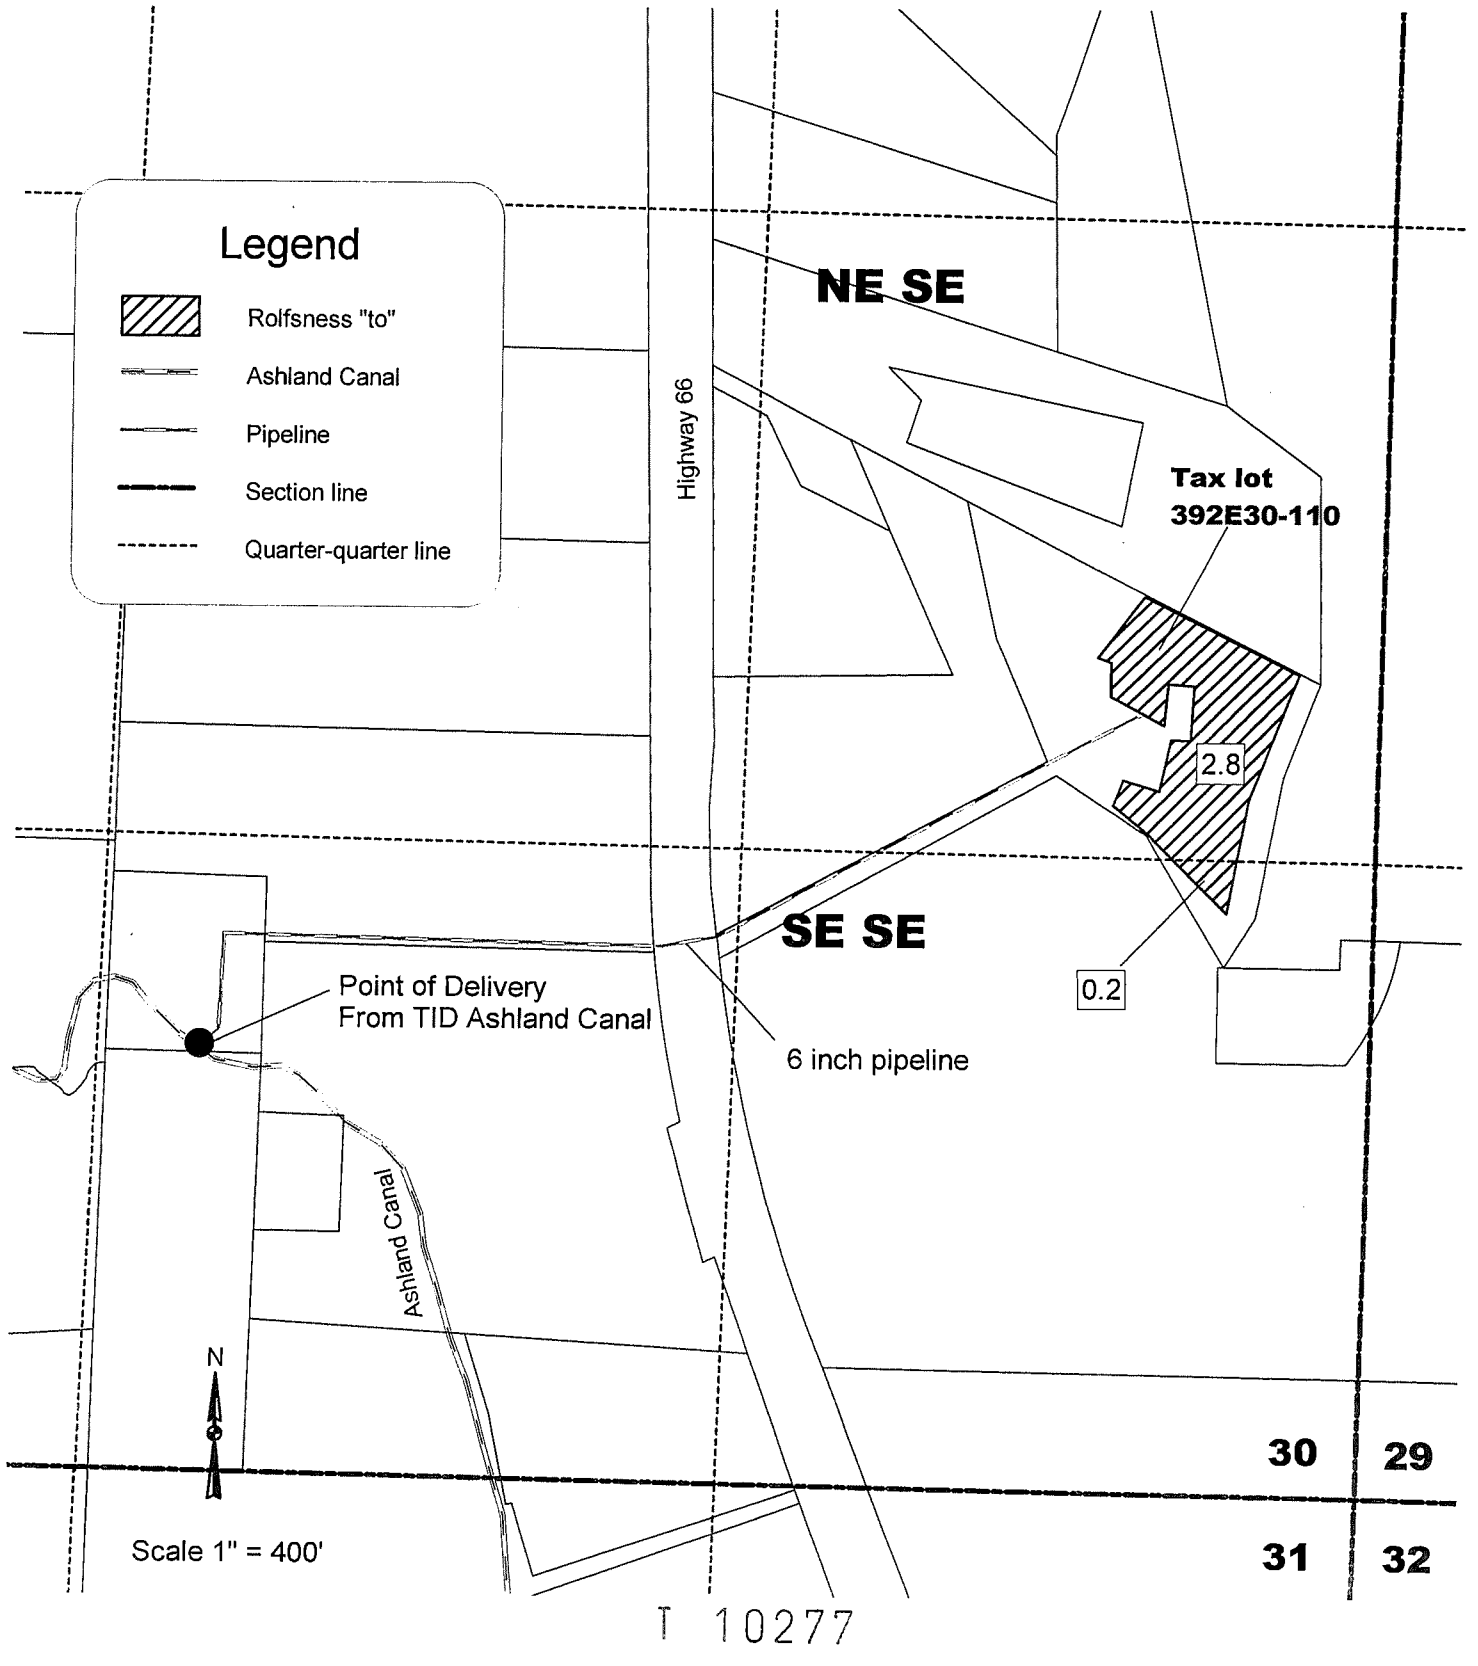 Legend
Rolfsness "to"
Ashland Canal
Pipeline
Section line
Quarter-quarter line
NE SE
Highway 66
Tax lot
392E30-110
2.8
SE SE
0.2
Point of Delivery
From TID Ashland Canal
6 inch pipeline
Ashland Canal
N
30 29
31 32
Scale 1" = 400'
T 10277